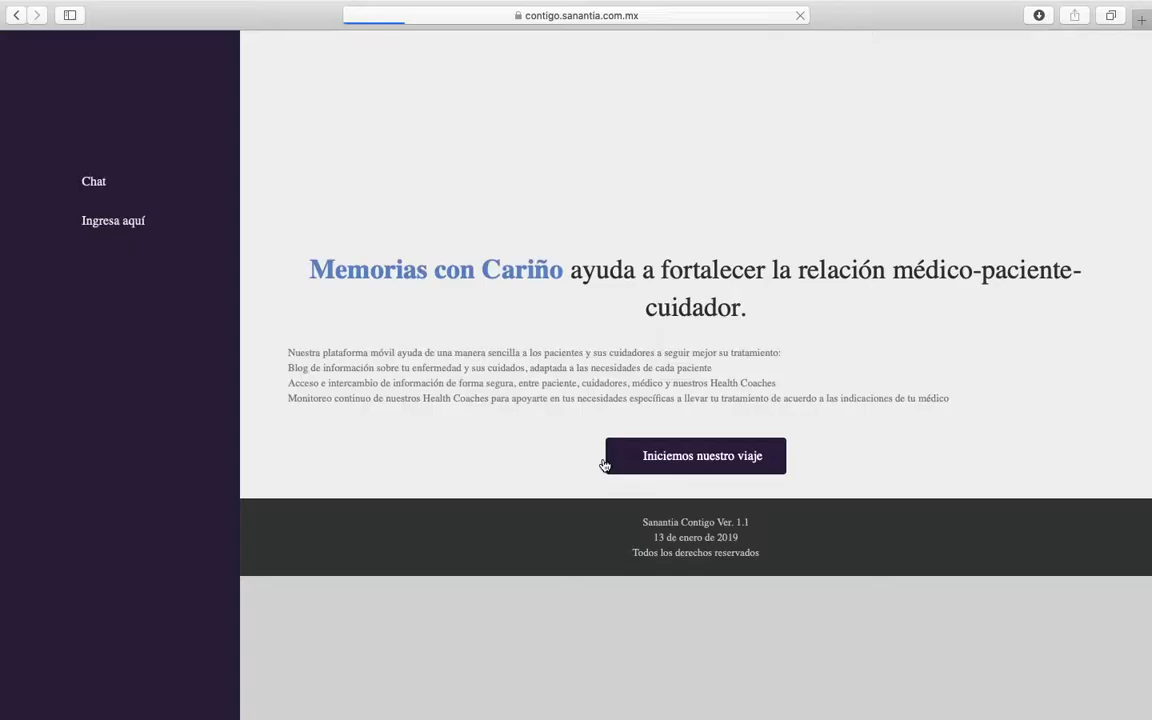 contigo.sanantia.com.mx
Chat
Ingresa aquí
Memorias con Cariño ayuda a fortalecer la relación médico-paciente-
cuidador.
Nuestra plataforma móvil ayuda de una manera sencilla a los pacientes y sus cuidadores a seguir mejor su tratamiento:
Blog de información sobre tu enfermedad y sus cuidados, adaptada a las necesidades de cada paciente
Acceso e intercambio de información de forma segura, entre paciente, cuidadores, médico y nuestros Health Coaches
Monitoreo continuo de nuestros Health Coaches para apoyarte en tus necesidades específicas a llevar tu tratamiento de acuerdo a las indicaciones de tu médico
Iniciemos nuestro viaje
Sanantia Contigo Ver. 1.1
13 de enero de 2019
Todos los derechos reservados